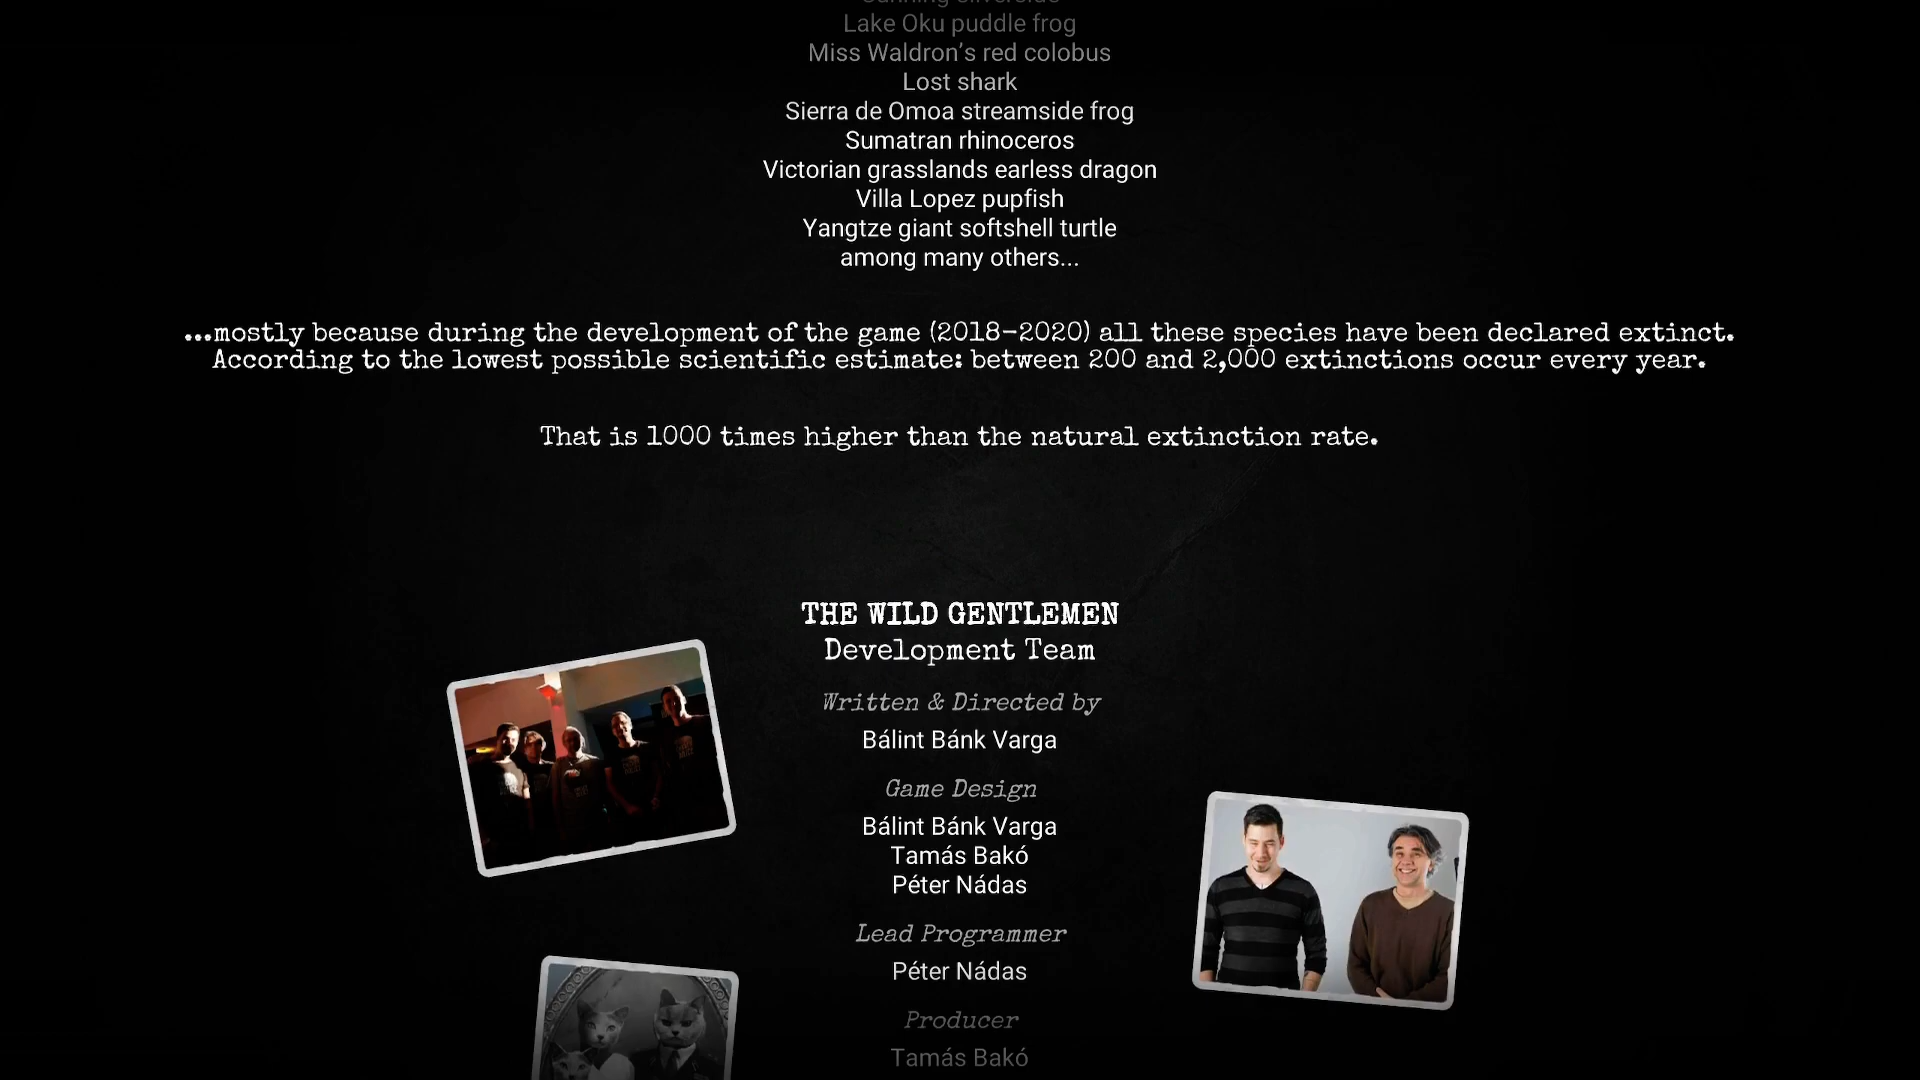 Lake Oku puddle frog
Miss Waldron’s red colobus
Lost shark
Sierra de Omoa streamside frog
Sumatran rhinoceros
Victorian grasslands earless dragon
Villa Lopez pupfish
Yangtze giant softshell turtle
among many others...
...mostly because during the development of the game (2018-2020) all these species have been declared extinct.
According to the lowest possible scientific estimate: between 200 and 2,000 extinctions occur every year.
That is 1000 times higher than the natural extinction rate.
THE WILD GENTLEMEN
Development Team
Written & Directed by
Bálint Bánk Varga
Game Design
Bálint Bánk Varga
Tamás Bakó
Péter Nádas
Lead Programmer
Péter Nádas
Producer
Tamás Bakó